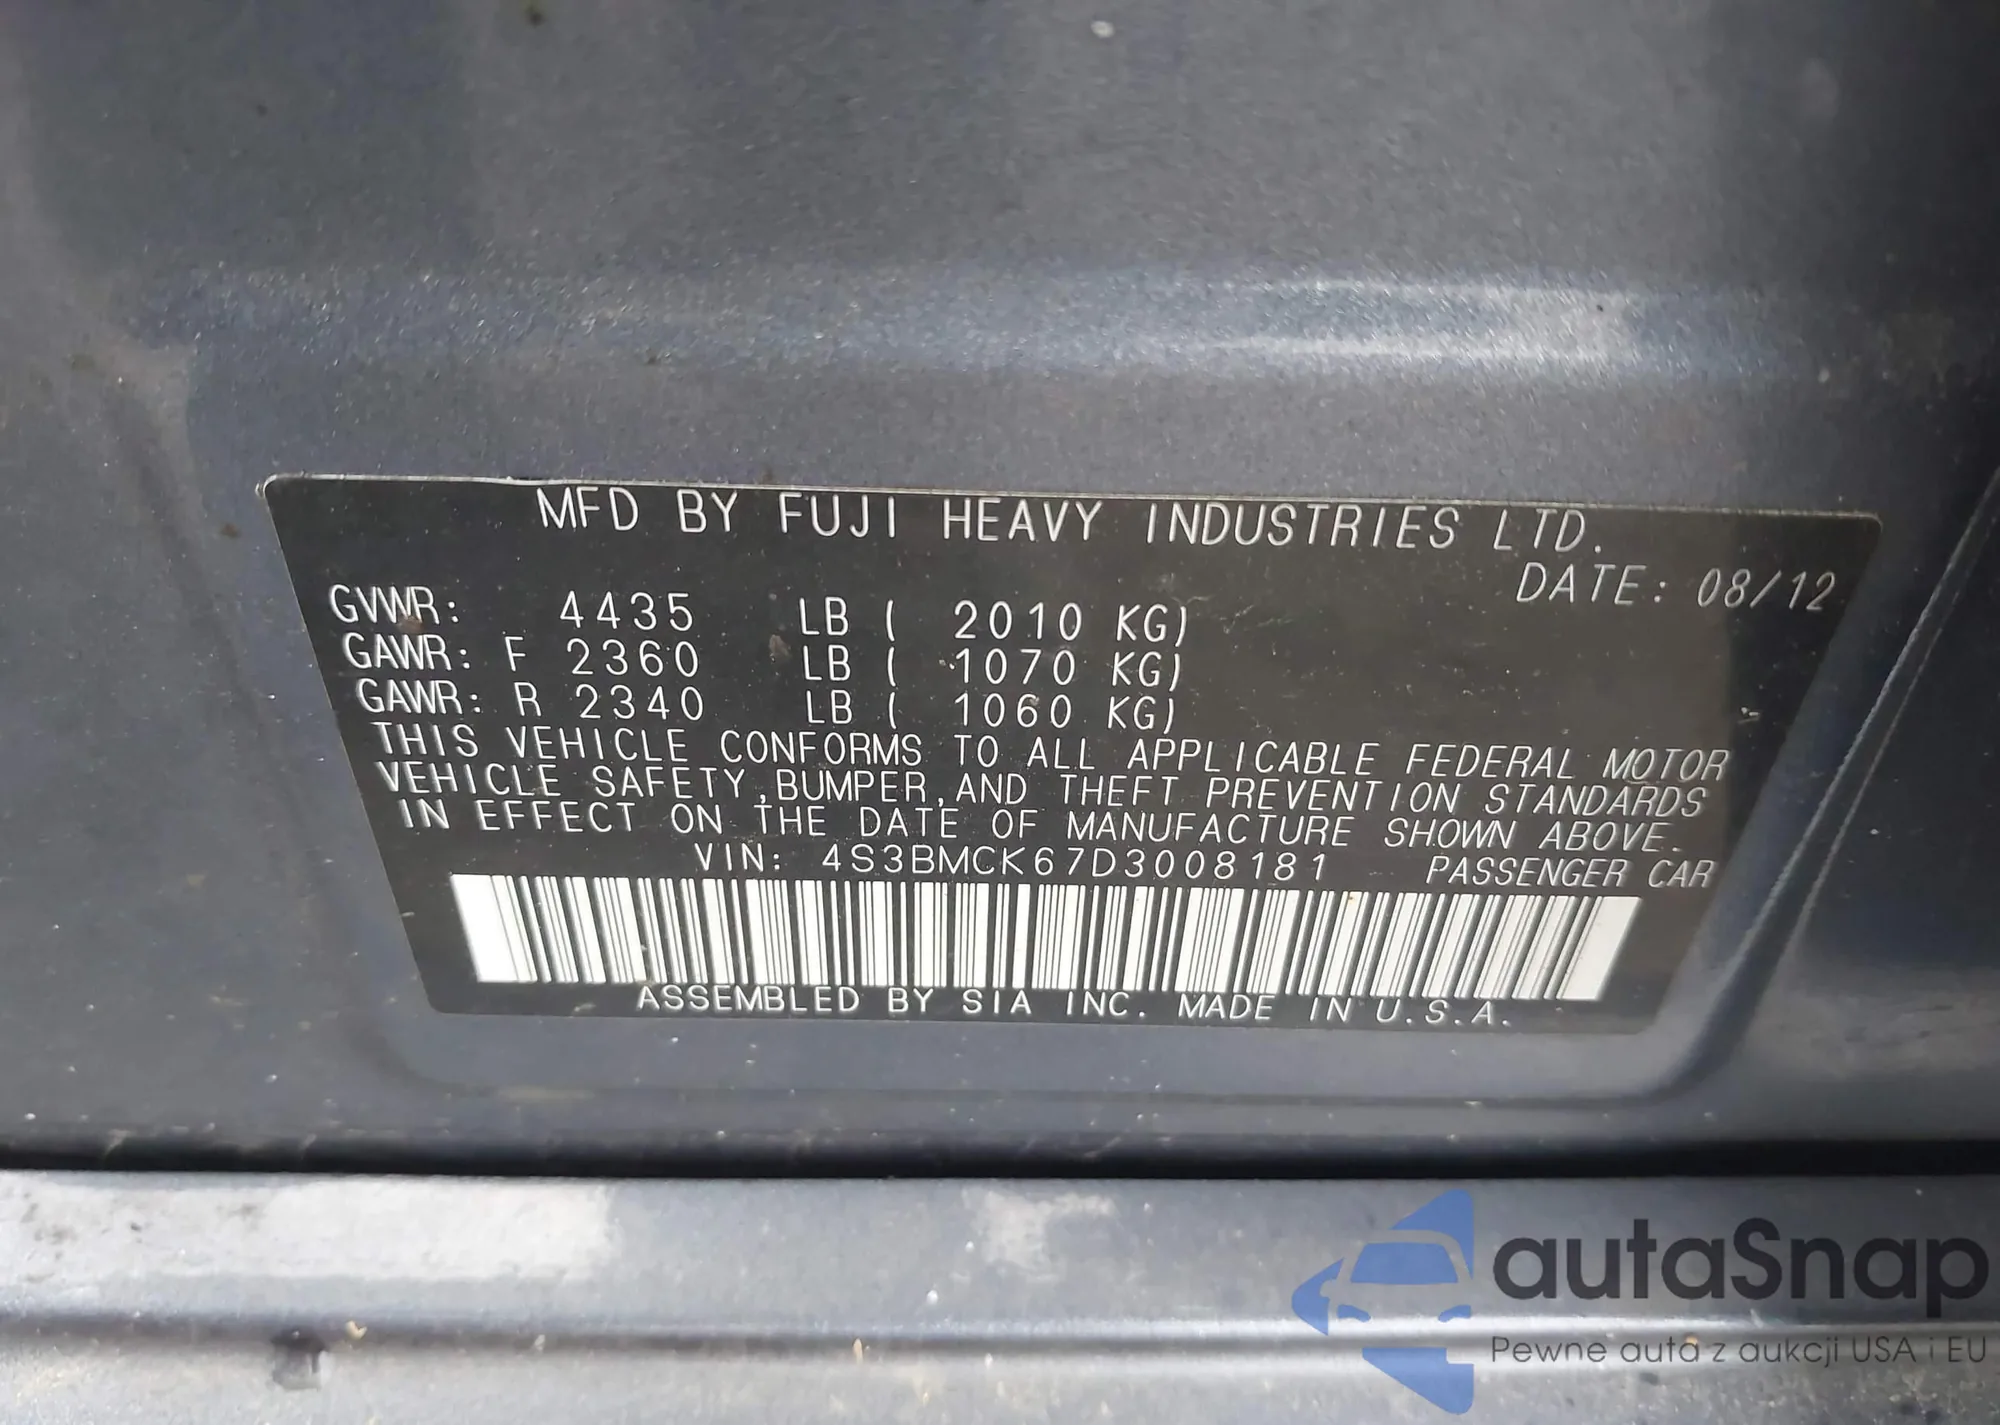 MFD BY FUJI HEAVY INDUSTRIES LTD.
DATE: 08/12
GVWR: 4435 LB ( 2010 KG)
GAWR: F 2360 LB ( 1070 KG)
GAWR: R 2340 LB ( 1060 KG)
THIS VEHICLE CONFORMS TO ALL APPLICABLE FEDERAL MOTOR
VEHICLE SAFETY,BUMPER,AND THEFT PREVENTION STANDARDS
IN EFFECT ON THE DATE OF MANUFACTURE SHOWN ABOVE.
VIN: 4S3BMCK67D3008181 PASSENGER CAR
ASSEMBLED BY SIA INC. MADE IN U.S.A.
autaSnap
Pewne auta z aukcji USA i EU